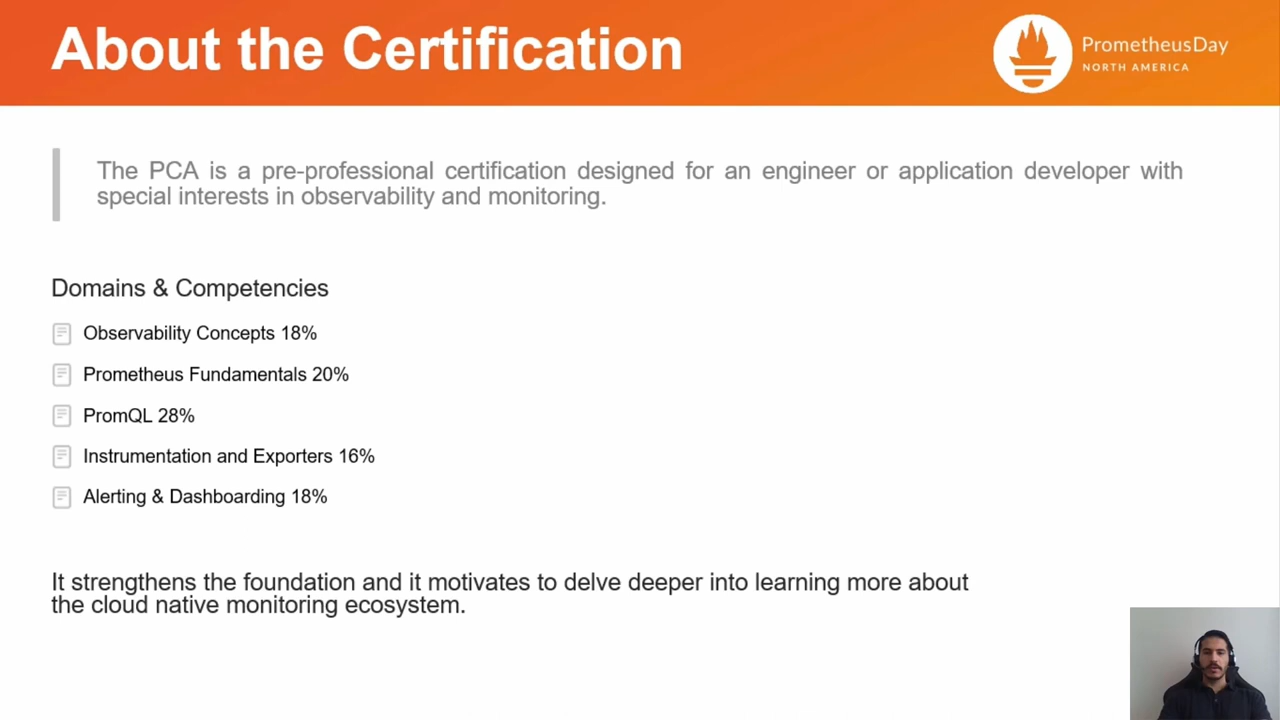 About the Certification
PrometheusDay
NORTH AMERICA
The PCA is a pre-professional certification designed for an engineer or application developer with
special interests in observability and monitoring.
Domains & Competencies
Observability Concepts 18%
Prometheus Fundamentals 20%
PromQL 28%
Instrumentation and Exporters 16%
Alerting & Dashboarding 18%
It strengthens the foundation and it motivates to delve deeper into learning more about
the cloud native monitoring ecosystem.